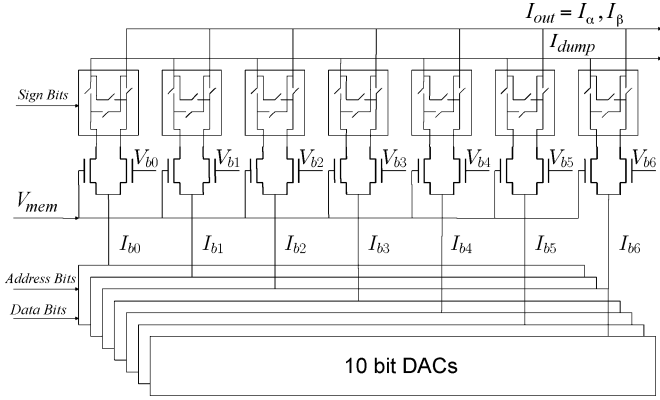 I_out = I_α , I_β
I_dump
Sign Bits
V_b0 V_b1 V_b2 V_b3 V_b4 V_b5 V_b6
V_mem
I_b0 I_b1 I_b2 I_b3 I_b4 I_b5 I_b6
Address Bits
Data Bits
10 bit DACs